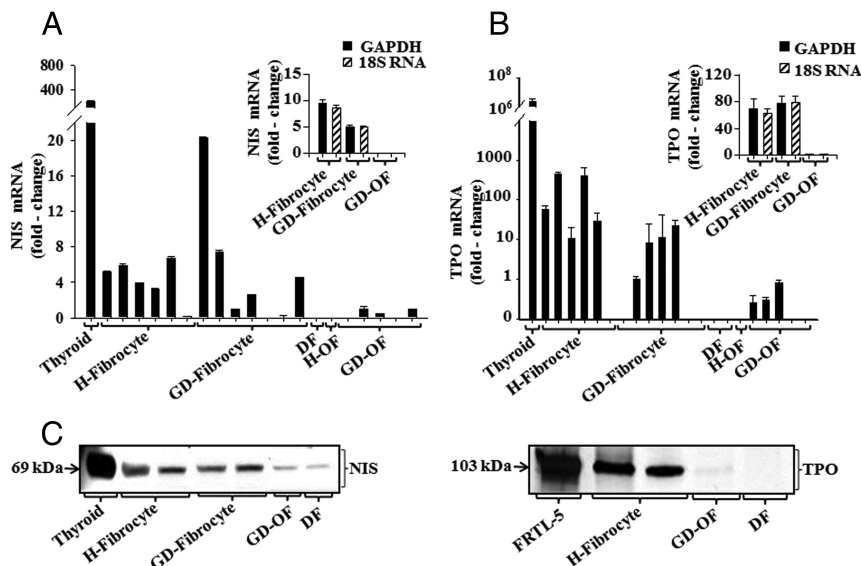 A
GAPDH
18S RNA
NIS mRNA
(fold - change)
800
400
20
16
12
8
4
0
NIS mRNA
(fold - change)
15
10
5
0
H-Fibrocyte
GD-Fibrocyte
GD-OF
Thyroid
H-Fibrocyte
GD-Fibrocyte
DF
H-OF
GD-OF
B
GAPDH
18S RNA
TPO mRNA
(fold - change)
10^8
10^6
1000
100
10
1
0
TPO mRNA
(fold - change)
120
80
40
0
H-Fibrocyte
GD-Fibrocyte
GD-OF
Thyroid
H-Fibrocyte
GD-Fibrocyte
DF
H-OF
GD-OF
C
69 kDa
NIS
Thyroid
H-Fibrocyte
GD-Fibrocyte
GD-OF
DF
103 kDa
TPO
FRTL-5
H-Fibrocyte
GD-OF
DF